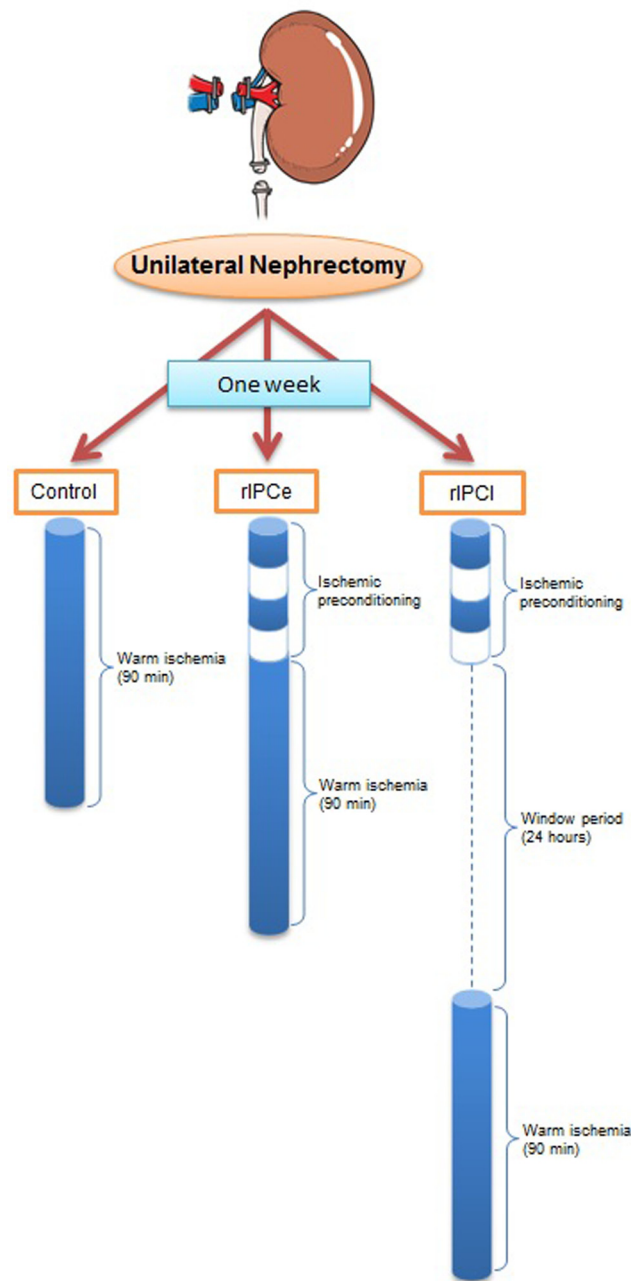 Unilateral Nephrectomy
One week
Control
rIPCe
rIPCl
Ischemic
preconditioning
Ischemic
preconditioning
Warm ischemia
(90 min)
Warm ischemia
(90 min)
Window period
(24 hours)
Warm ischemia
(90 min)